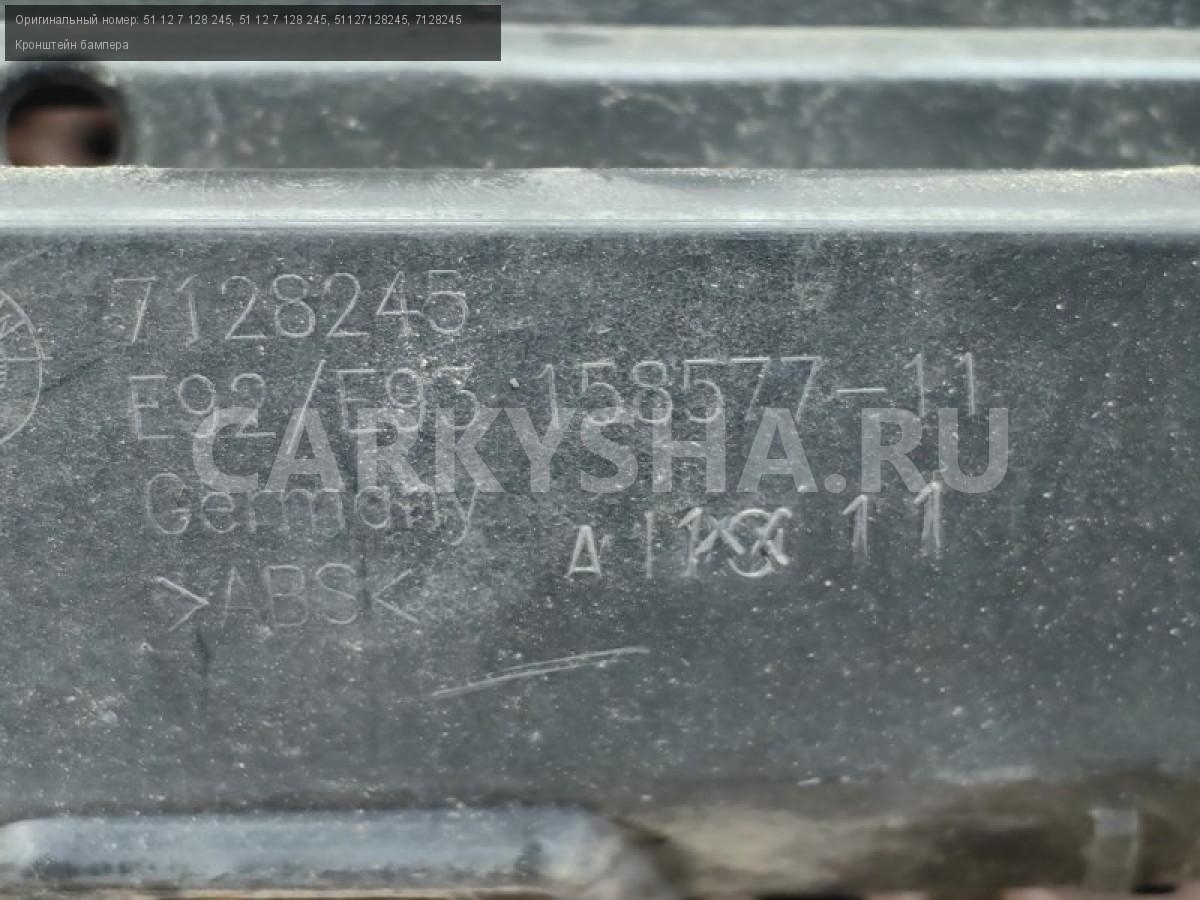 Оригинальный номер: 51 12 7 128 245, 51 12 7 128 245, 51127128245, 7128245
Кронштейн бампера
7128245
E92/E93 158577-11
CARKYSHA.RU
Germany
A 11
>ABS<